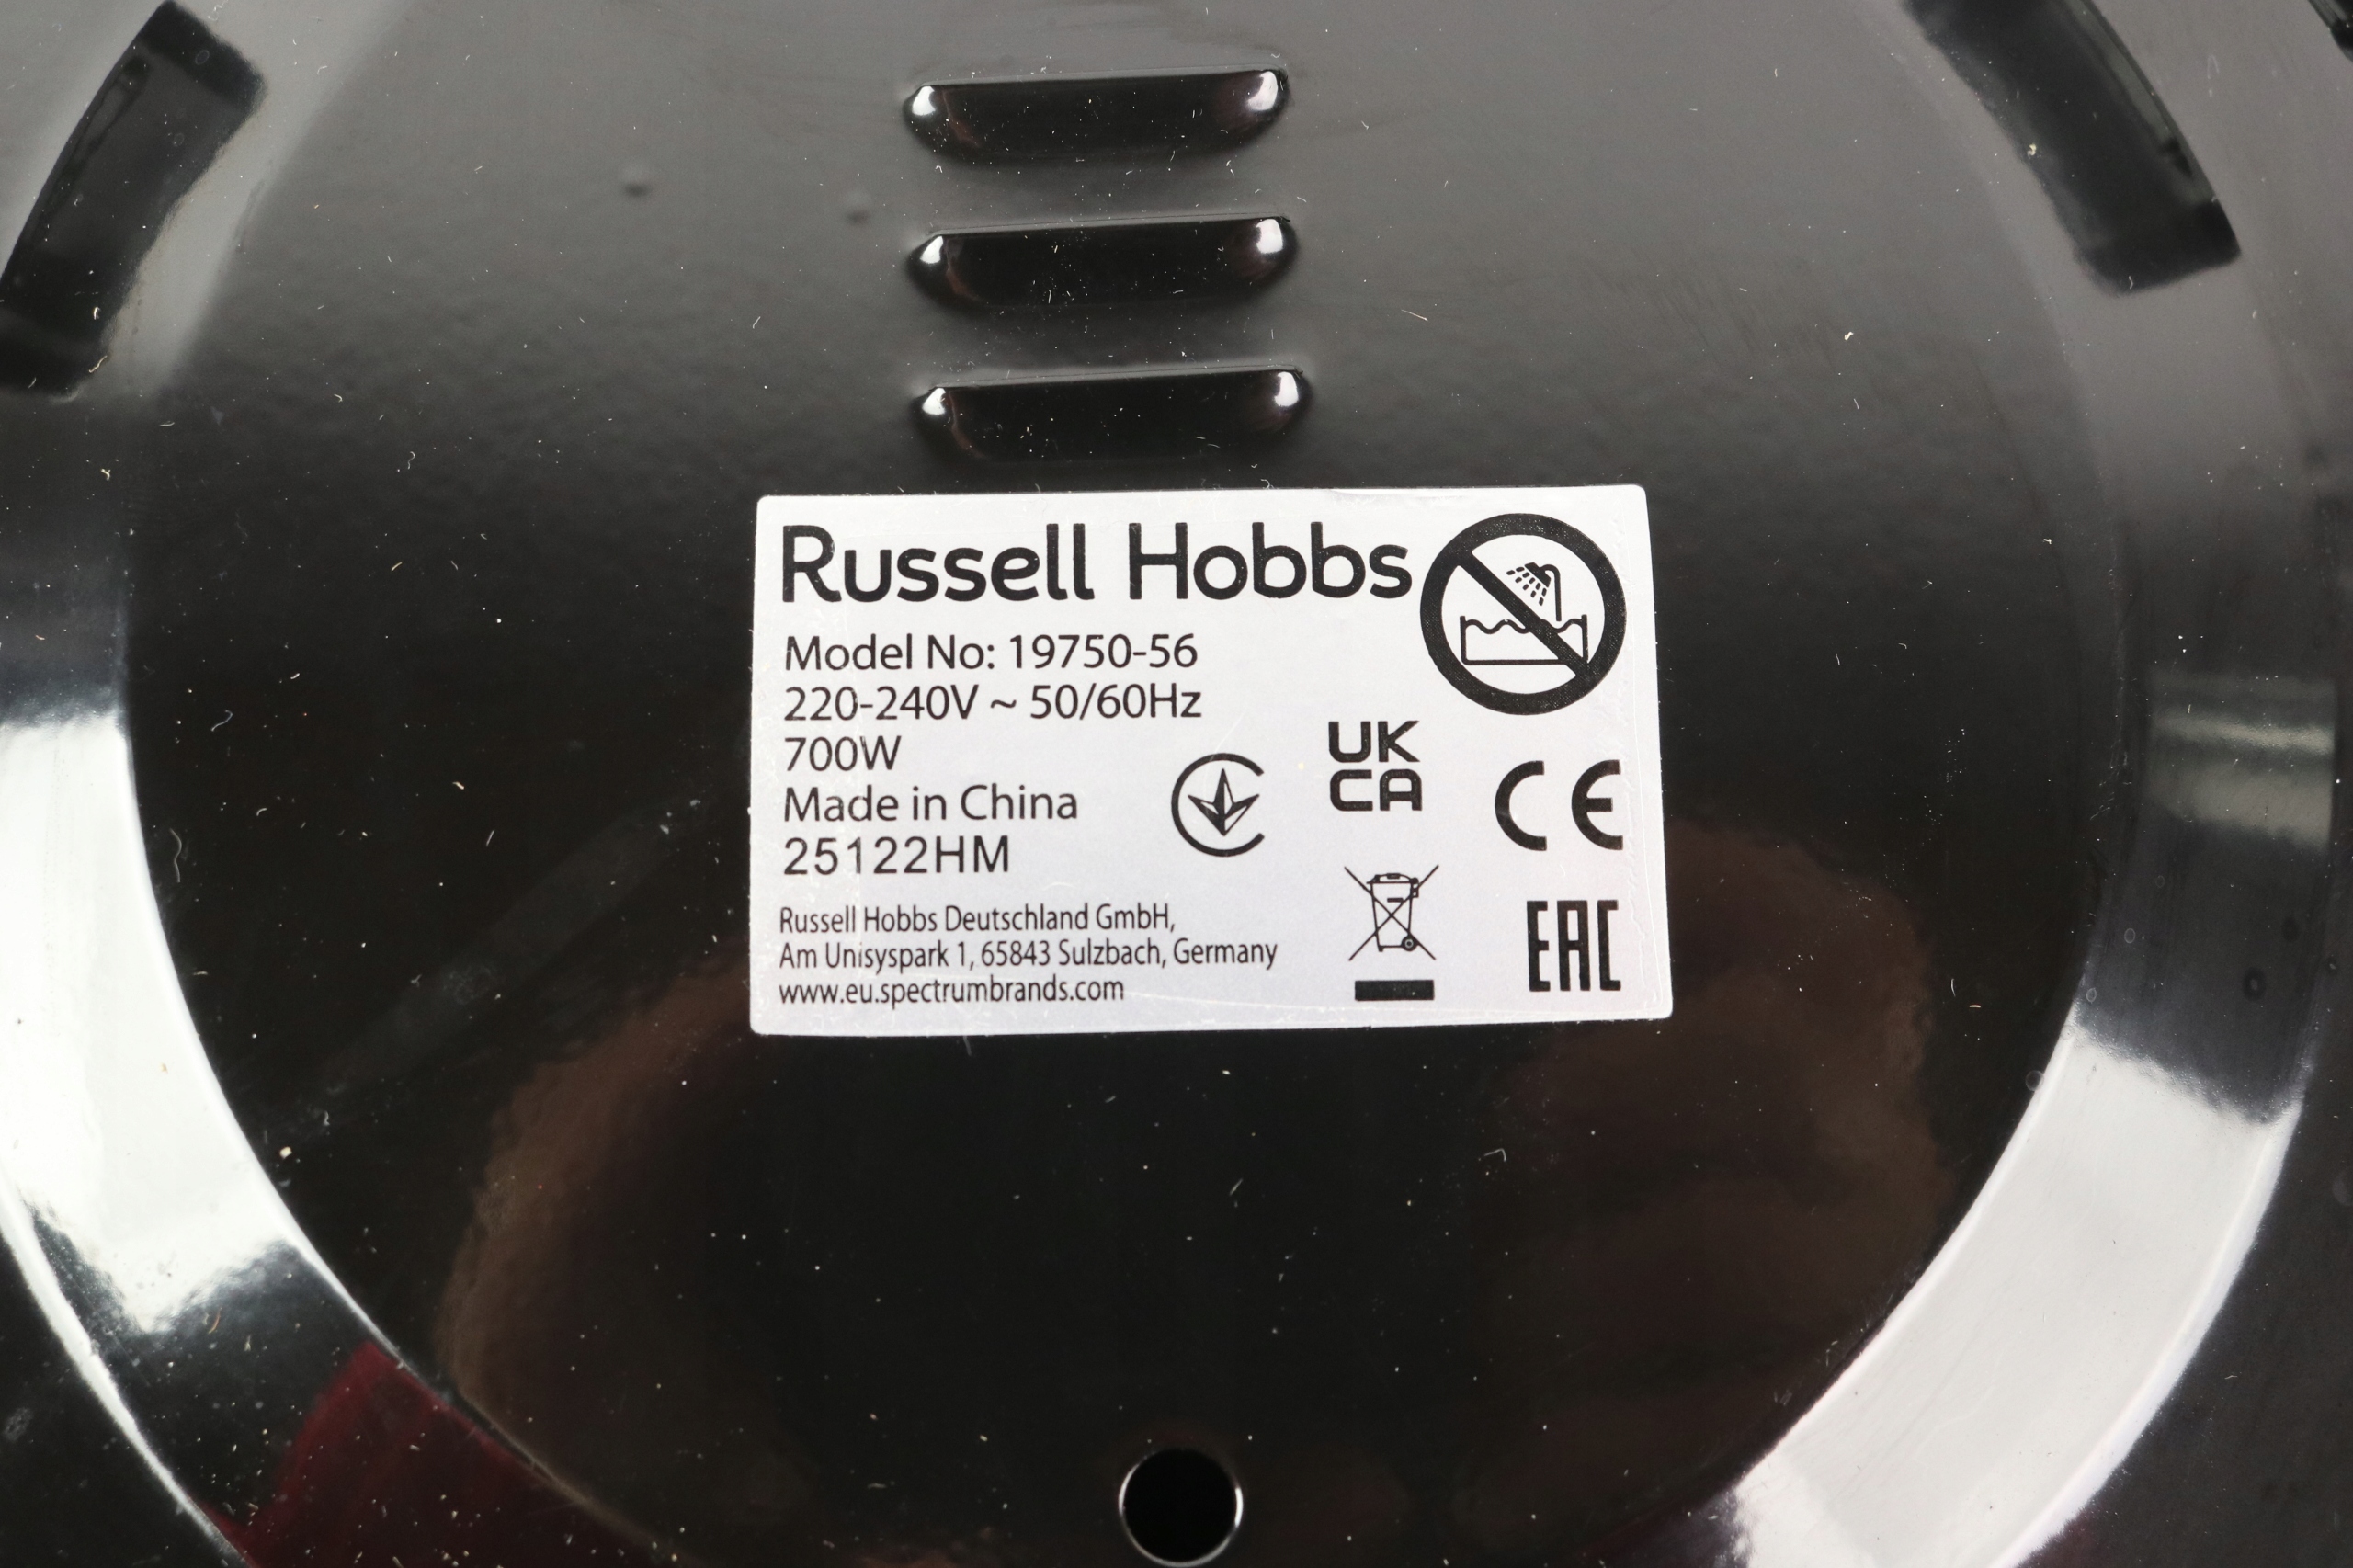 Russell Hobbs
Model No: 19750-56
220-240V ~ 50/60Hz
700W
Made in China
25122HM
UK
CA
CE
EAC
Russell Hobbs Deutschland GmbH,
Am Unisyspark 1, 65843 Sulzbach, Germany
www.eu.spectrumbrands.com